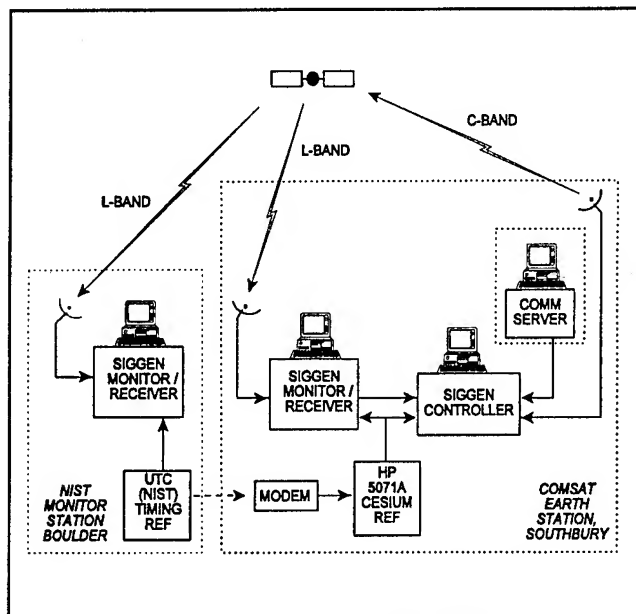 C-BAND
L-BAND
L-BAND
COMM
SERVER
SIGGEN
MONITOR /
RECEIVER
SIGGEN
MONITOR /
RECEIVER
SIGGEN
CONTROLLER
NIST
MONITOR
STATION
BOULDER
UTC
(NIST)
TIMING
REF
MODEM
HP
5071A
CESIUM
REF
COMSAT
EARTH
STATION,
SOUTHBURY